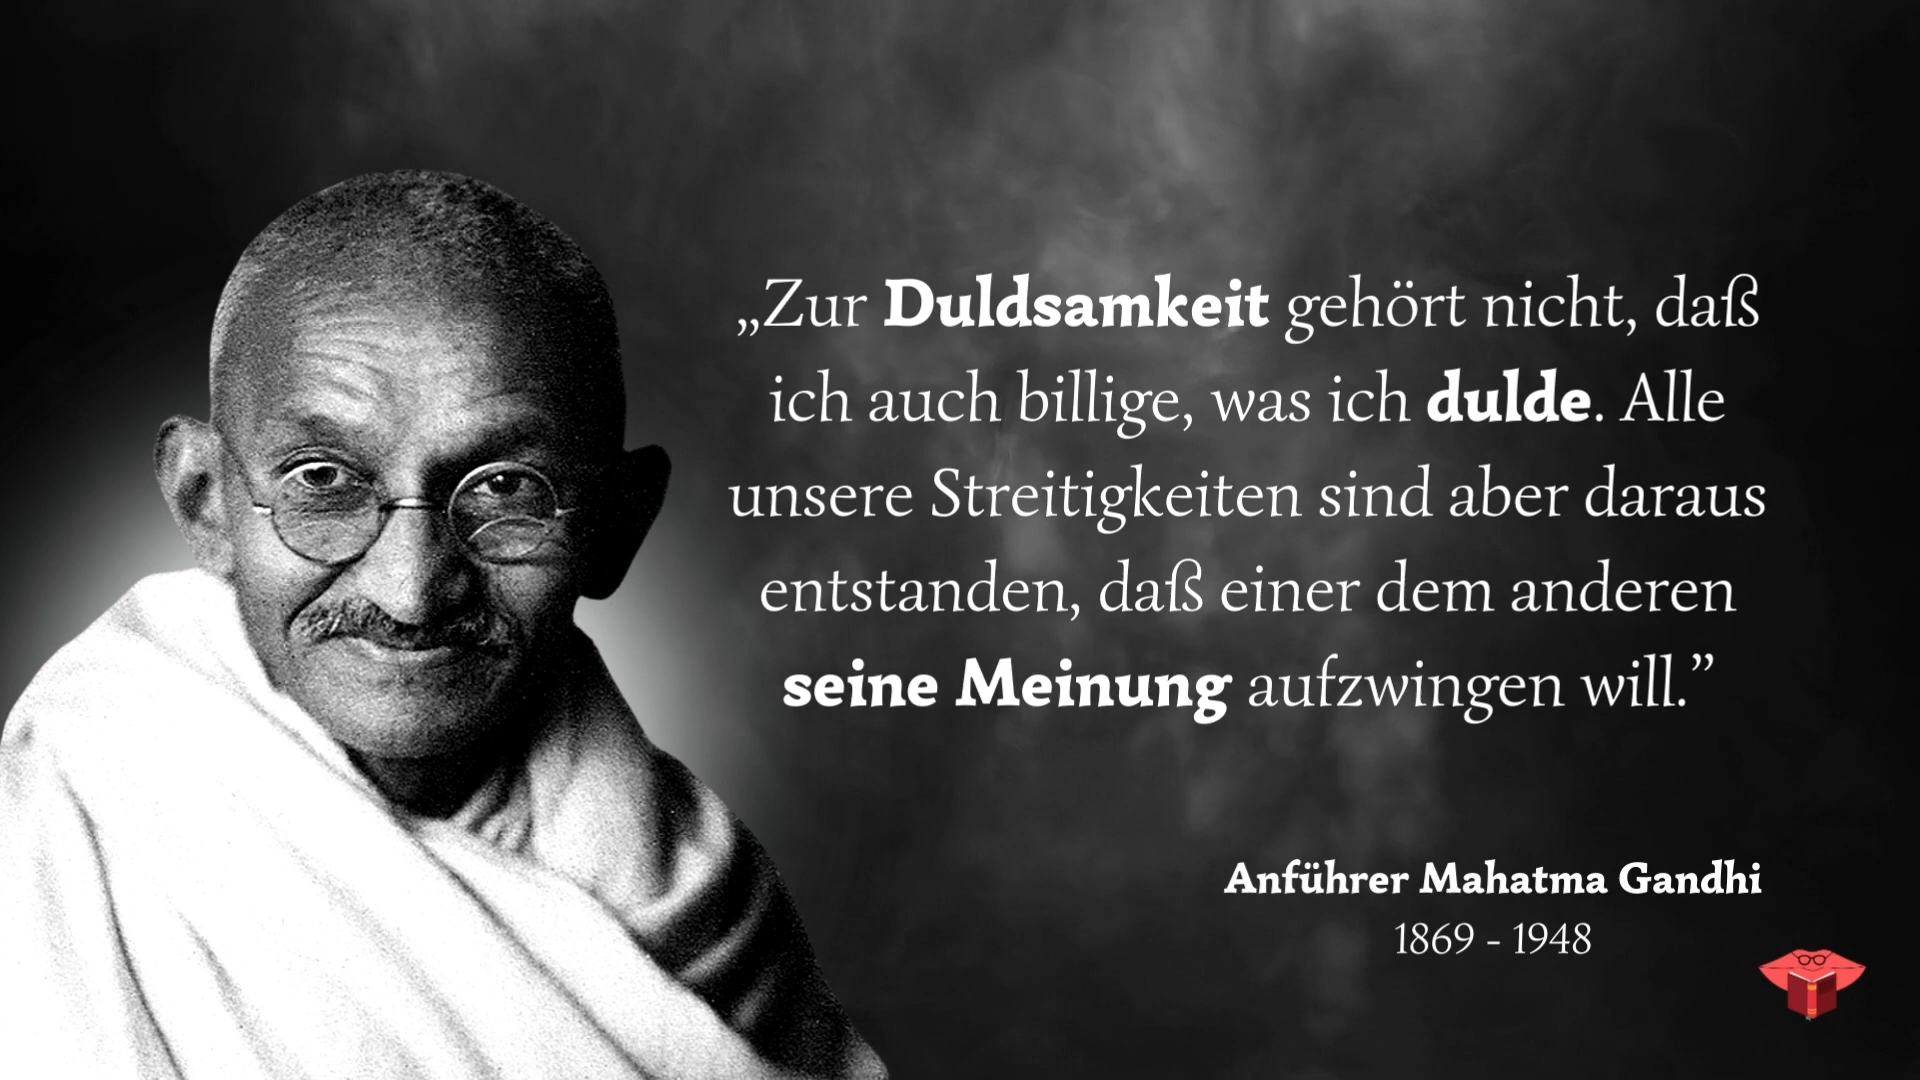 „Zur Duldsamkeit gehört nicht, daß
ich auch billige, was ich dulde. Alle
unsere Streitigkeiten sind aber daraus
entstanden, daß einer dem anderen
seine Meinung aufzwingen will.”
Anführer Mahatma Gandhi
1869 - 1948